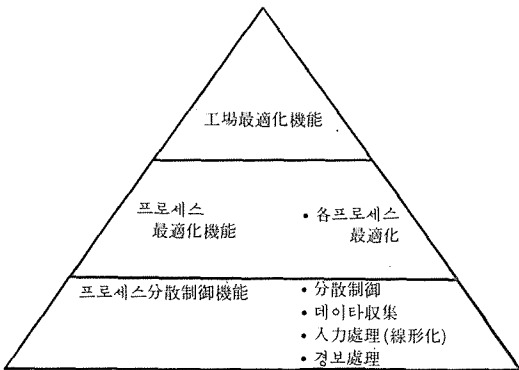 工場最適化機能
프로세스
最適化機能
• 各프로세스
最適化
프로세스分散制御機能
• 分散制御
• 데이타収集
• 入力處理(線形化)
• 경보處理